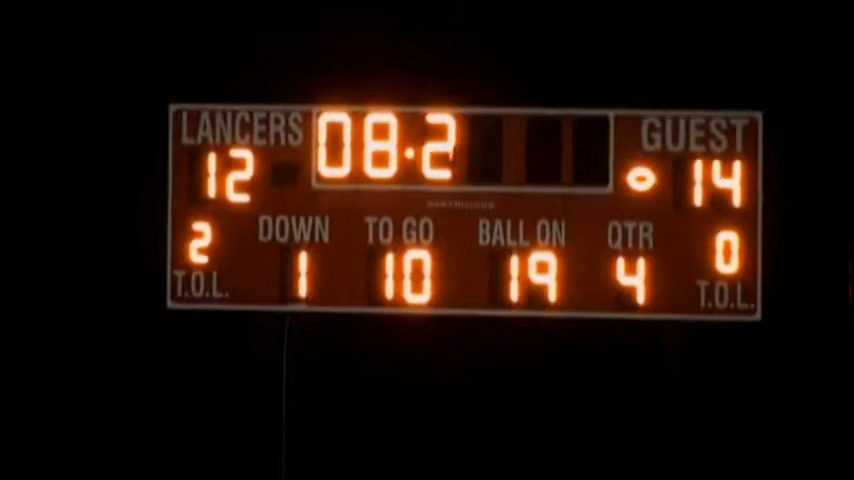 LANCERS 08.2 GUEST
12 14
2 DOWN TO GO BALL ON QTR 0
T.O.L. 1 10 19 4 T.O.L.